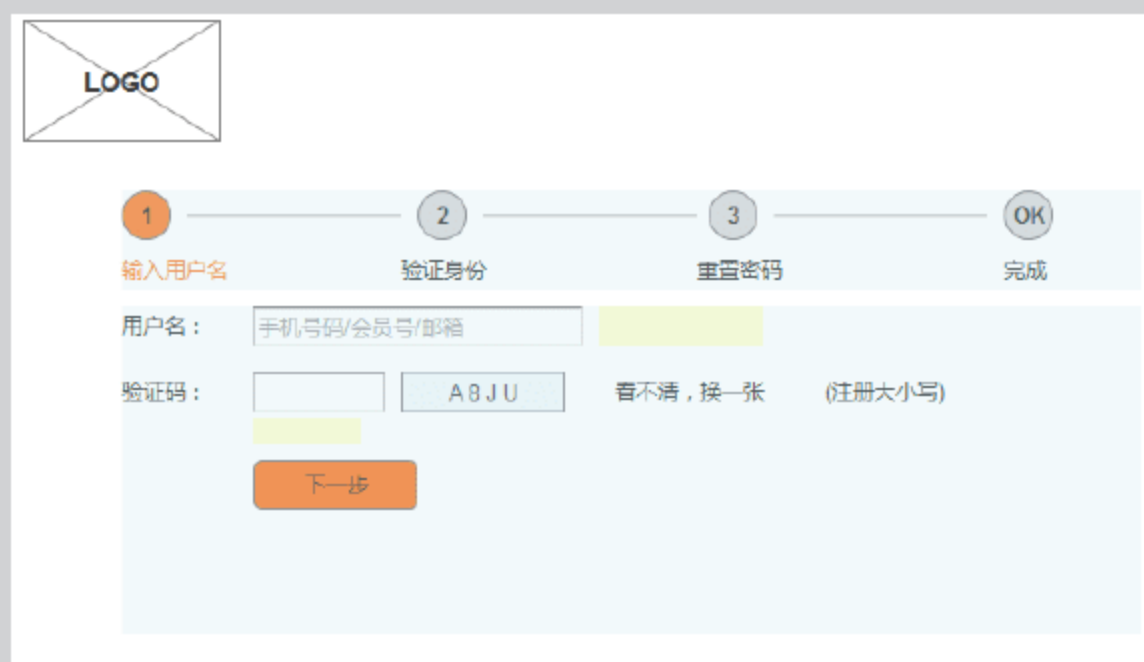 LOGO
1 2 3 OK
输入用户名 验证身份 重置密码 完成
用户名： 手机号码/会员号/邮箱
验证码： A8JU 看不清，换一张 (注册大小写)
下一步